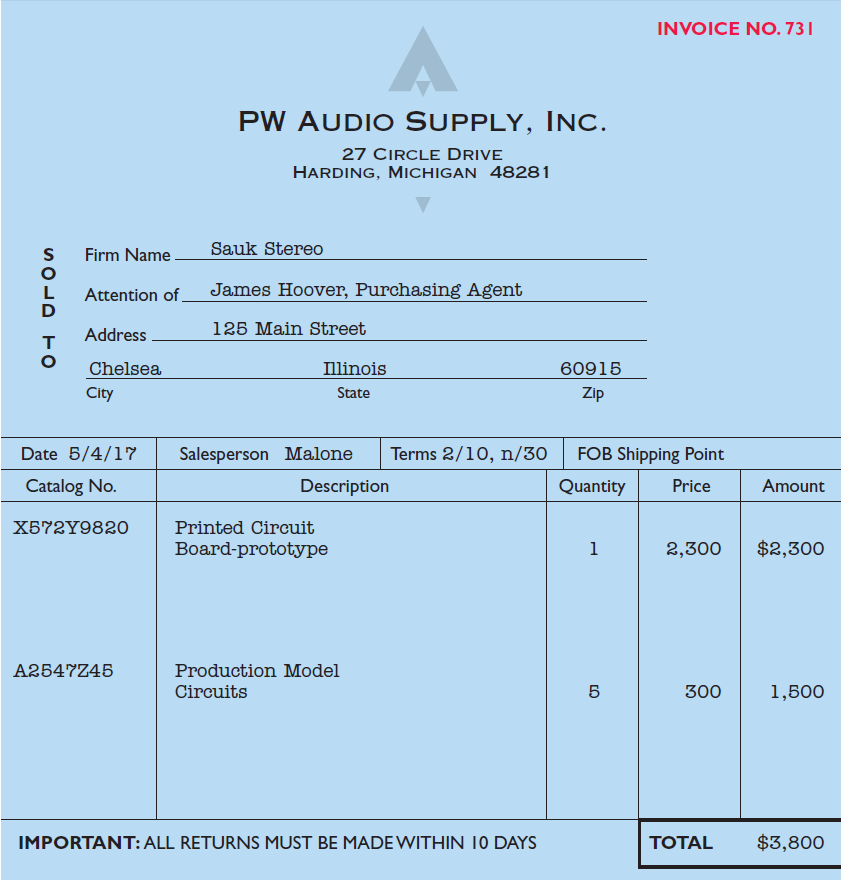 INVOICE NO. 731
PW AUDIO SUPPLY, INC.
27 CIRCLE DRIVE
HARDING, MICHIGAN 48281
SOLD TO
Firm Name Sauk Stereo
Attention of James Hoover, Purchasing Agent
Address 125 Main Street
Chelsea Illinois 60915
City State Zip
Date 5/4/17 Salesperson Malone Terms 2/10, n/30 FOB Shipping Point
Catalog No. Description Quantity Price Amount
X572Y9820 Printed Circuit
Board-prototype 1 2,300 $2,300
A2547Z45 Production Model
Circuits 5 300 1,500
IMPORTANT: ALL RETURNS MUST BE MADE WITHIN 10 DAYS TOTAL $3,800